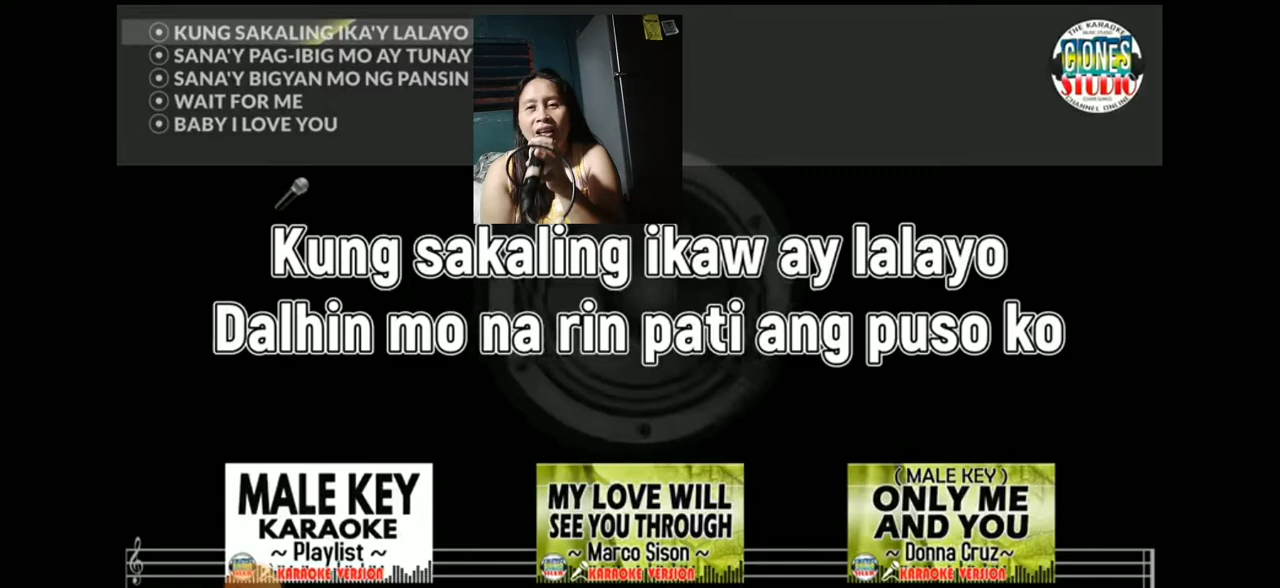 KUNG SAKALING IKA'Y LALAYO
SANA'Y PAG-IBIG MO AY TUNAY
SANA'Y BIGYAN MO NG PANSIN
WAIT FOR ME
BABY I LOVE YOU
THE KARAOKE
MUSIC STUDIO
CJONES
STUDIO
CHANNEL ONLINE
Kung sakaling ikaw ay lalayo
Dalhin mo na rin pati ang puso ko
MALE KEY
KARAOKE
~ Playlist ~
KARAOKE VERSION
MY LOVE WILL
SEE YOU THROUGH
~ Marco Sison ~
KARAOKE VERSION
( MALE KEY )
ONLY ME
AND YOU
~ Donna Cruz~
KARAOKE VERSION